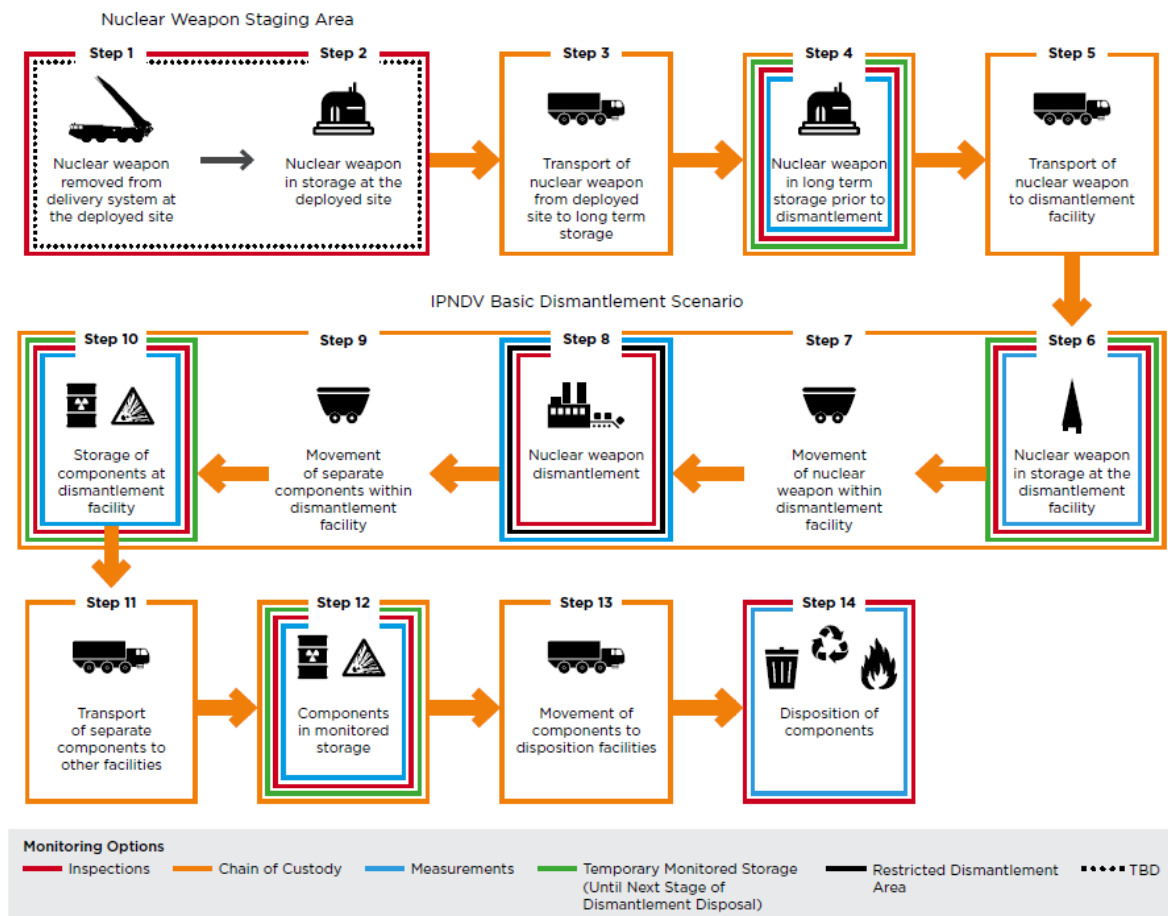 Nuclear Weapon Staging Area
Step 1
Nuclear weapon
removed from
delivery system at
the deployed site
Step 2
Nuclear weapon
in storage at the
deployed site
Step 3
Transport of
nuclear weapon
from deployed
site to long term
storage
Step 4
Nuclear weapon
in long term
storage prior to
dismantlement
Step 5
Transport of
nuclear weapon
to dismantlement
facility
IPNDV Basic Dismantlement Scenario
Step 10
Storage of
components at
dismantlement
facility
Step 9
Movement
of separate
components within
dismantlement
facility
Step 8
Nuclear weapon
dismantlement
Step 7
Movement
of nuclear
weapon within
dismantlement
facility
Step 6
Nuclear weapon
in storage at the
dismantlement
facility
Step 11
Transport
of separate
components to
other facilities
Step 12
Components
in monitored
storage
Step 13
Movement of
components to
disposition facilities
Step 14
Disposition of
components
Monitoring Options
Inspections
Chain of Custody
Measurements
Temporary Monitored Storage
(Until Next Stage of
Dismantlement Disposal)
Restricted Dismantlement
Area
TBD